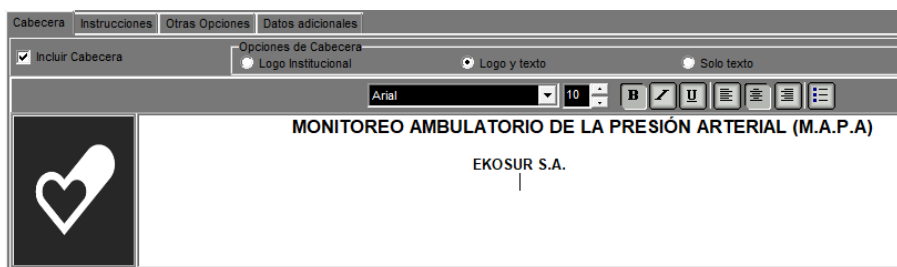 Cabecera Instrucciones Otras Opciones Datos adicionales
Incluir Cabecera
Opciones de Cabecera
Logo Institucional Logo y texto Solo texto
Arial 10 B I U
MONITOREO AMBULATORIO DE LA PRESIÓN ARTERIAL (M.A.P.A)
EKOSUR S.A.